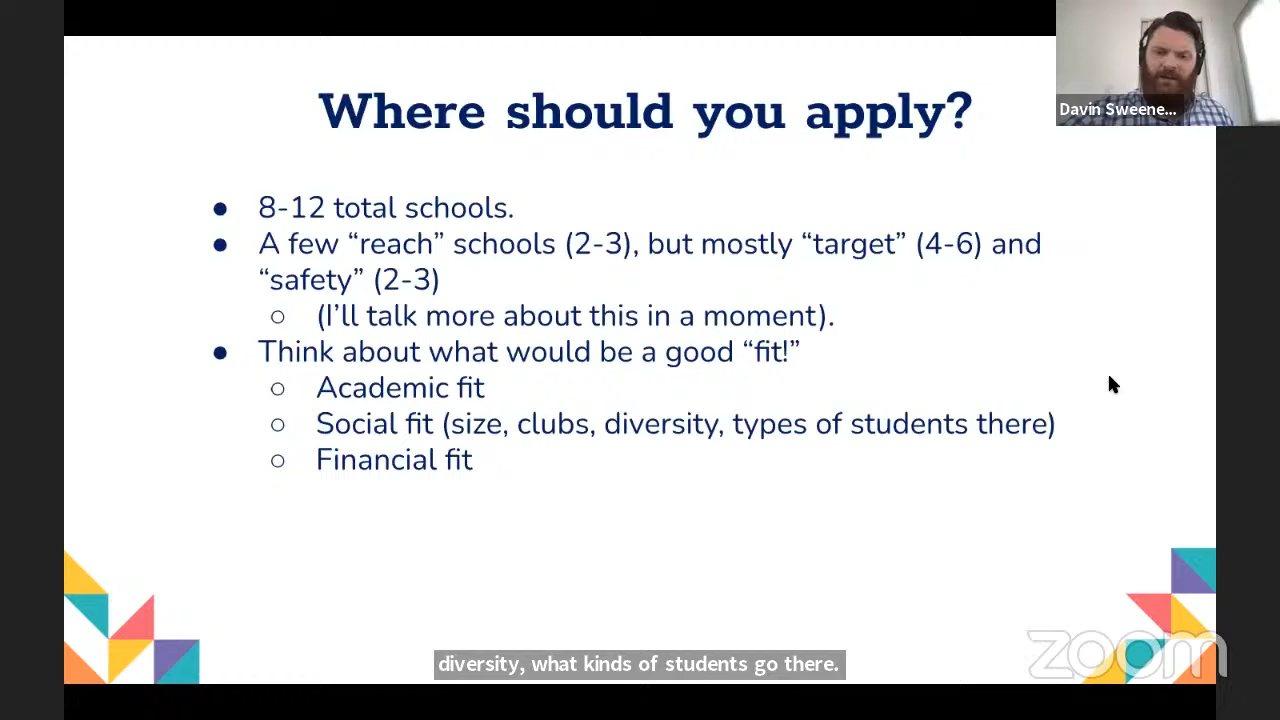 Where should you apply?
Davin Sweene...
● 8-12 total schools.
● A few “reach” schools (2-3), but mostly “target” (4-6) and
“safety” (2-3)
○ (I’ll talk more about this in a moment).
● Think about what would be a good “fit!”
○ Academic fit
○ Social fit (size, clubs, diversity, types of students there)
○ Financial fit
zoom
diversity, what kinds of students go there.